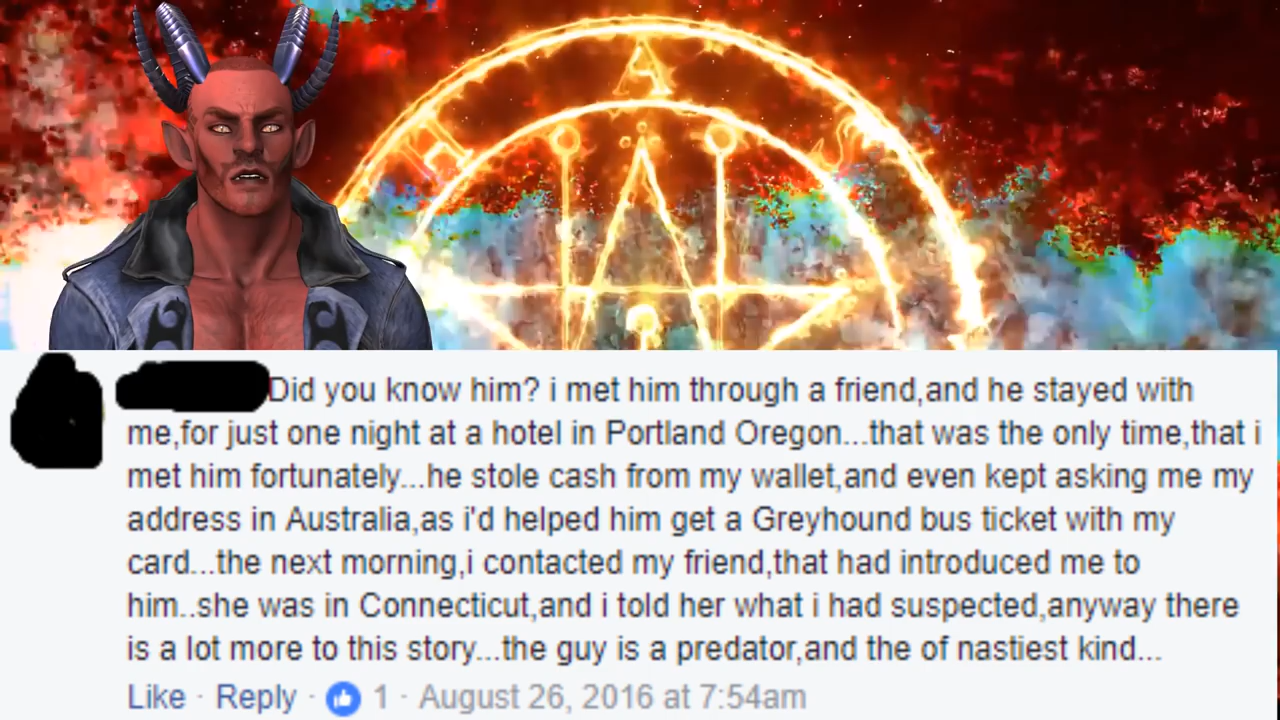 Did you know him? i met him through a friend,and he stayed with
me,for just one night at a hotel in Portland Oregon...that was the only time,that i
met him fortunately...he stole cash from my wallet,and even kept asking me my
address in Australia,as i'd helped him get a Greyhound bus ticket with my
card...the next morning,i contacted my friend,that had introduced me to
him..she was in Connecticut,and i told her what i had suspected,anyway there
is a lot more to this story...the guy is a predator,and the of nastiest kind...
Like · Reply · 1 · August 26, 2016 at 7:54am